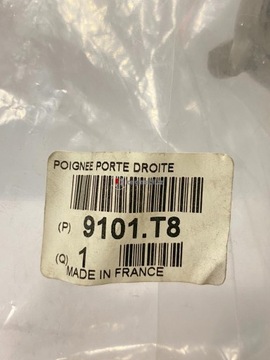 POIGNEE PORTE DROITE
(P) 9101.T8
(Q) 1
MADE IN FRANCE